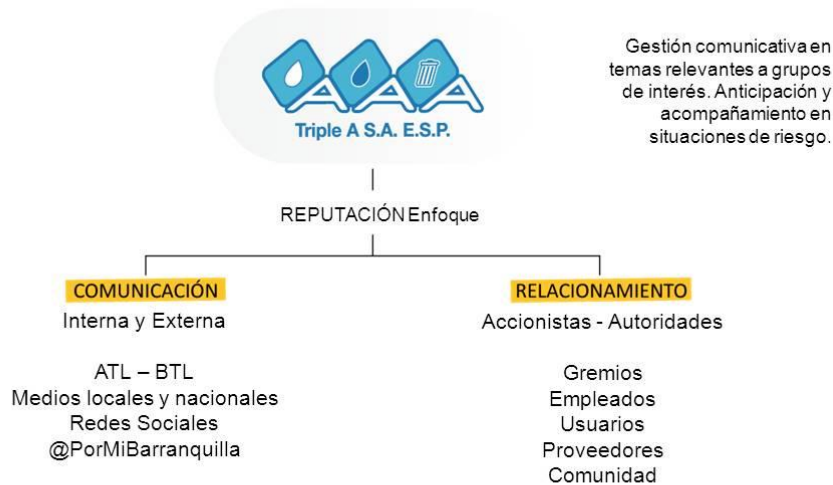 AAA
Triple A S.A. E.S.P.
Gestión comunicativa en
temas relevantes a grupos
de interés. Anticipación y
acompañamiento en
situaciones de riesgo.
REPUTACIÓN Enfoque
COMUNICACIÓN
Interna y Externa
ATL – BTL
Medios locales y nacionales
Redes Sociales
@PorMiBarranquilla
RELACIONAMIENTO
Accionistas - Autoridades
Gremios
Empleados
Usuarios
Proveedores
Comunidad